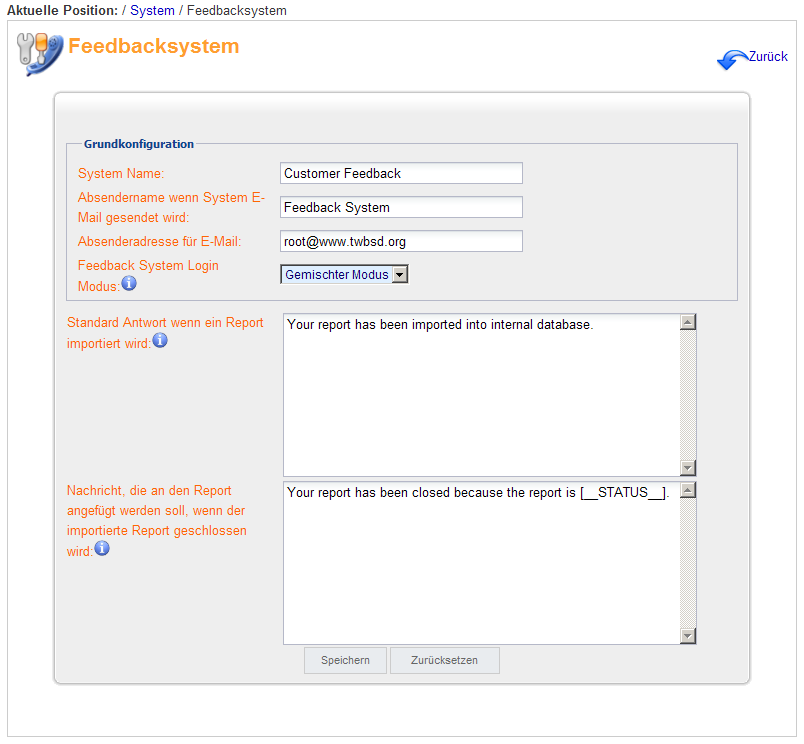 Aktuelle Position: / System / Feedbacksystem
Feedbacksystem
Zurück
Grundkonfiguration
System Name:
Customer Feedback
Absendername wenn System E-
Mail gesendet wird:
Feedback System
Absenderadresse für E-Mail:
root@www.twbsd.org
Feedback System Login
Modus:
Gemischter Modus
Standard Antwort wenn ein Report
importiert wird:
Your report has been imported into internal database.
Nachricht, die an den Report
angefügt werden soll, wenn der
importierte Report geschlossen
wird:
Your report has been closed because the report is [__STATUS__].
Speichern
Zurücksetzen